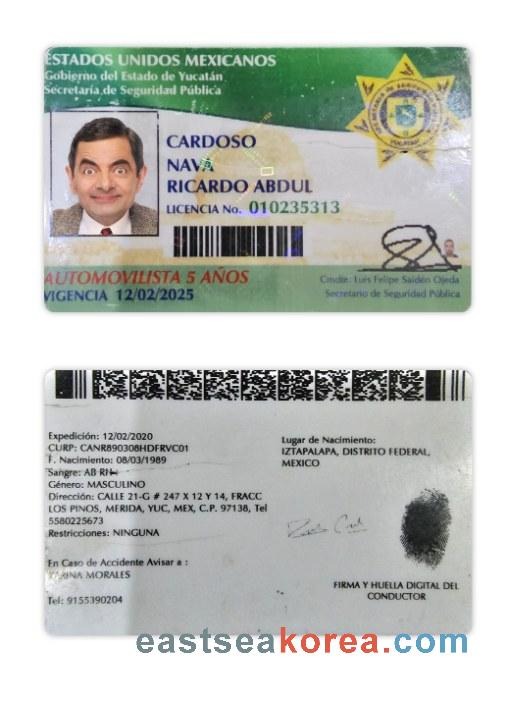 ESTADOS UNIDOS MEXICANOS
Gobierno del Estado de Yucatán
Secretaría de Seguridad Pública
CARDOSO
NAVA
RICARDO ABDUL
LICENCIA No. 010235313
AUTOMOVILISTA 5 AÑOS
VIGENCIA 12/02/2025
Cmdte. Luis Felipe Saidén Ojeda
Secretario de Seguridad Pública
Expedición: 12/02/2020
CURP: CANR890308HDFRVC01
F. Nacimiento: 08/03/1989
Sangre: AB RH
Género: MASCULINO
Dirección: CALLE 21-G # 247 X 12 Y 14, FRACC
LOS PINOS, MERIDA, YUC, MEX, C.P. 97138, Tel
5580225673
Restricciones: NINGUNA
En Caso de Accidente Avisar a :
KARINA MORALES
Tel: 9155390204
Lugar de Nacimiento:
IZTAPALAPA, DISTRITO FEDERAL,
MEXICO
FIRMA Y HUELLA DIGITAL DEL
CONDUCTOR
eastseakorea.com